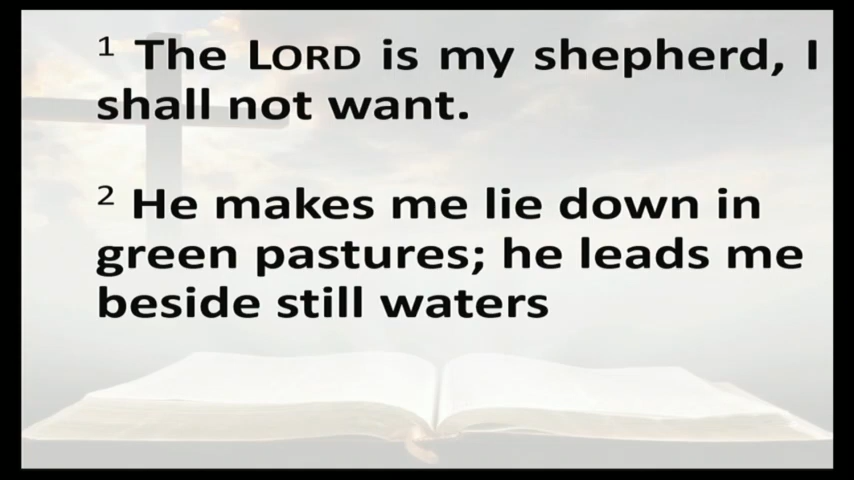 1 The LORD is my shepherd, I
shall not want.
2 He makes me lie down in
green pastures; he leads me
beside still waters